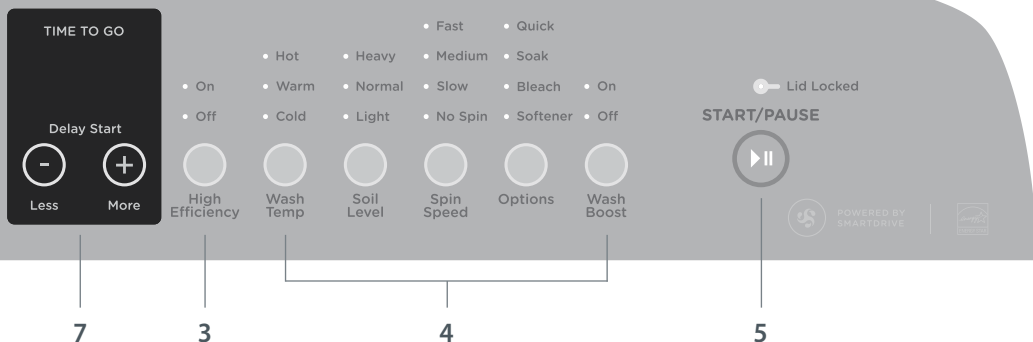 TIME TO GO
Delay Start
Less
More
On
Off
High
Efficiency
Hot
Warm
Cold
Wash
Temp
Heavy
Normal
Light
Soil
Level
Fast
Medium
Slow
No Spin
Spin
Speed
Quick
Soak
Bleach
Softener
Options
On
Off
Wash
Boost
Lid Locked
START/PAUSE
POWERED BY
SMARTDRIVE
7
3
4
5